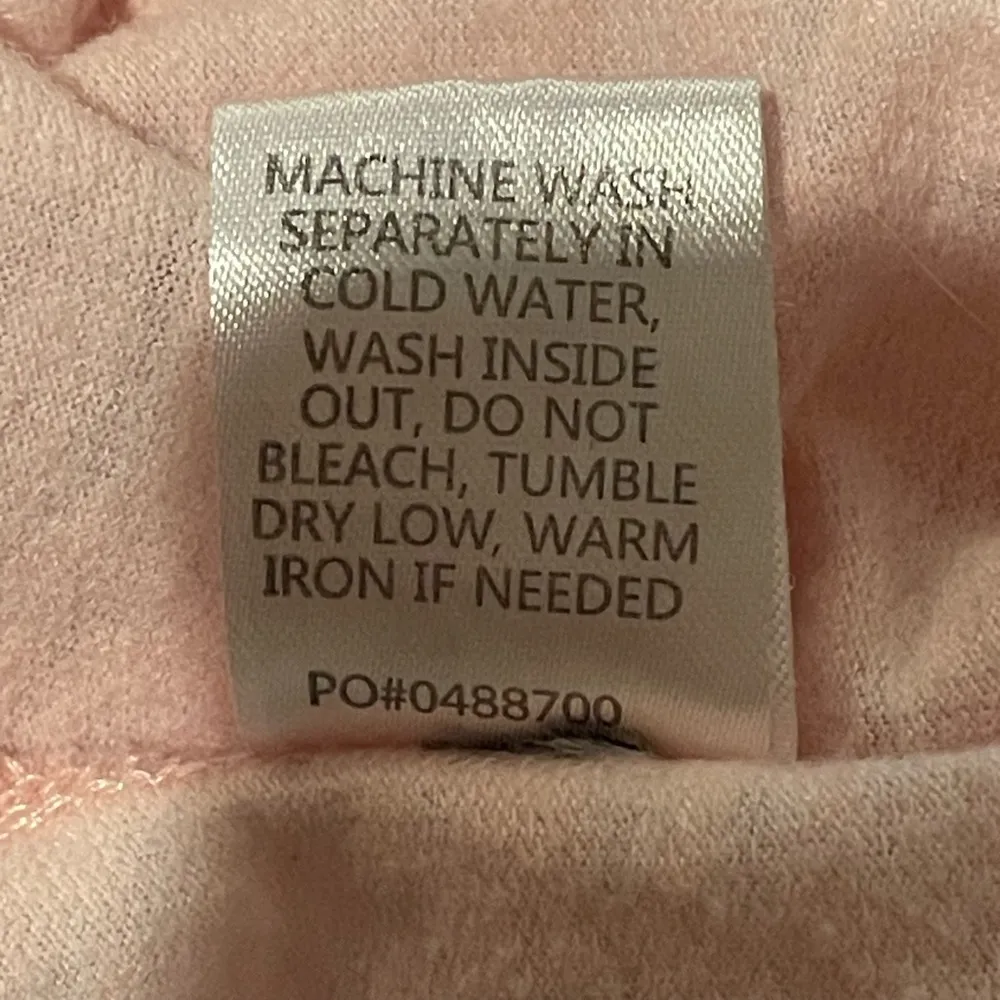 MACHINE WASH
SEPARATELY IN
COLD WATER,
WASH INSIDE
OUT, DO NOT
BLEACH, TUMBLE
DRY LOW, WARM
IRON IF NEEDED
PO#0488700